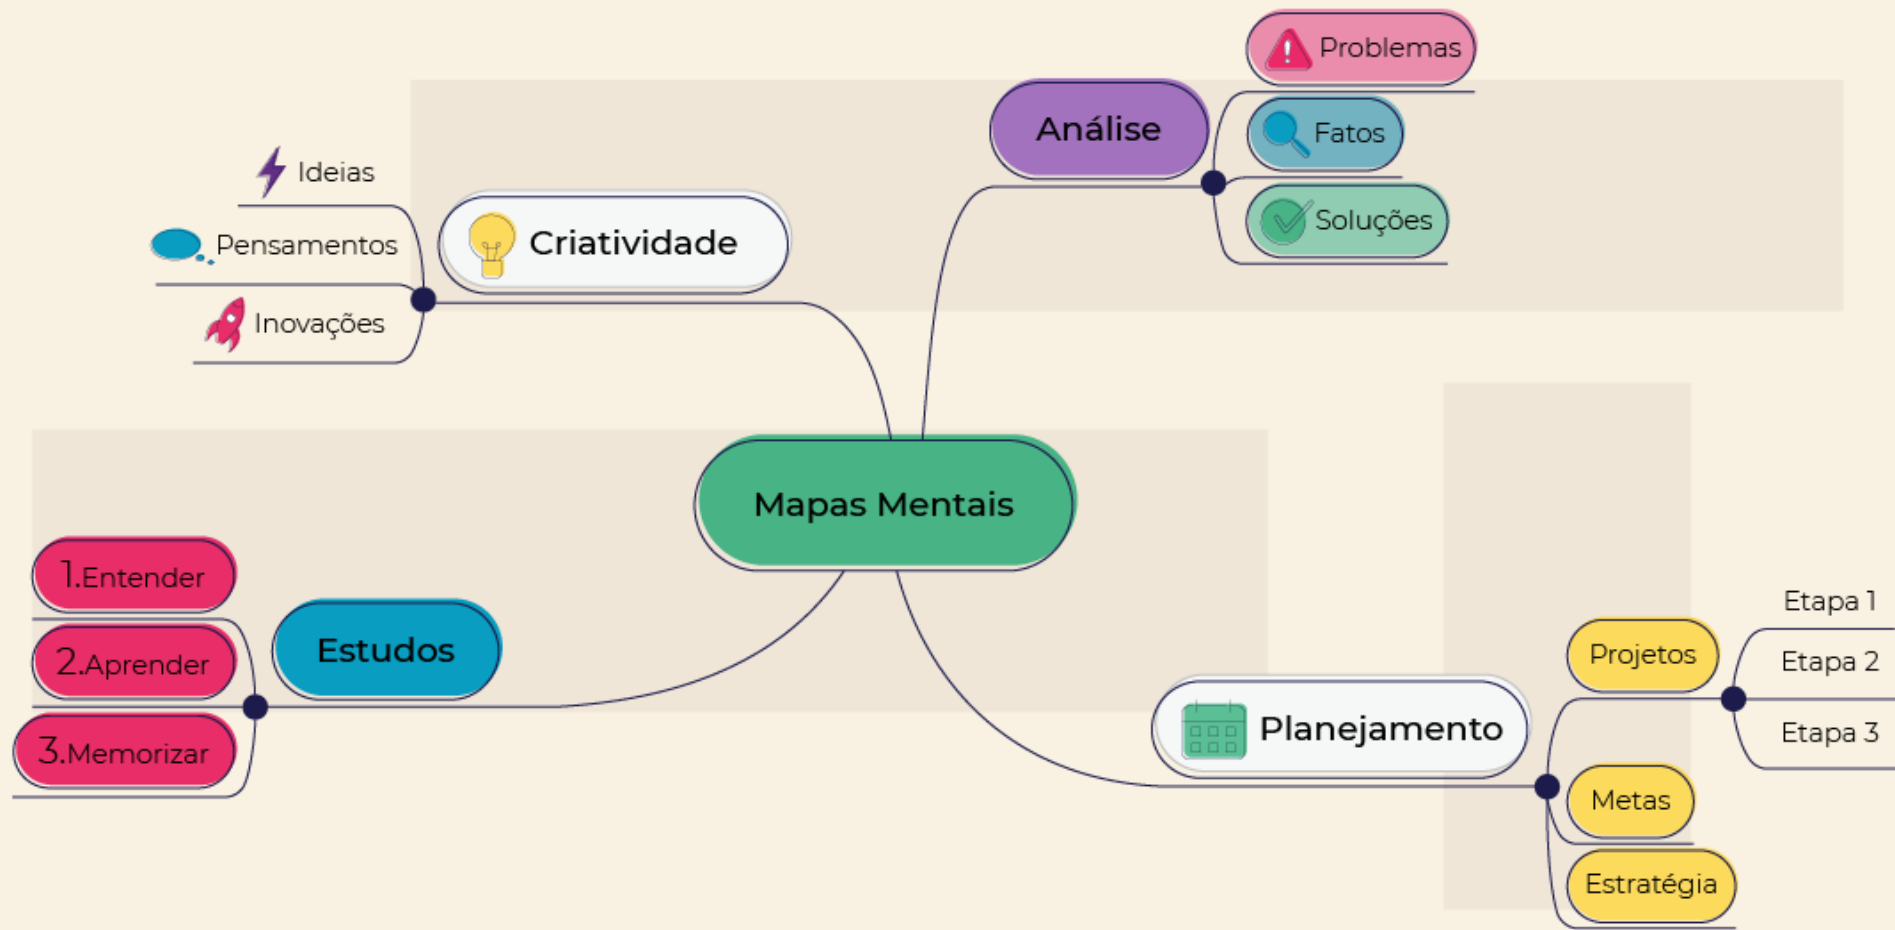 Mapas Mentais
Criatividade
Ideias
Pensamentos
Inovações
Análise
Problemas
Fatos
Soluções
Estudos
1.Entender
2.Aprender
3.Memorizar
Planejamento
Projetos
Etapa 1
Etapa 2
Etapa 3
Metas
Estratégia